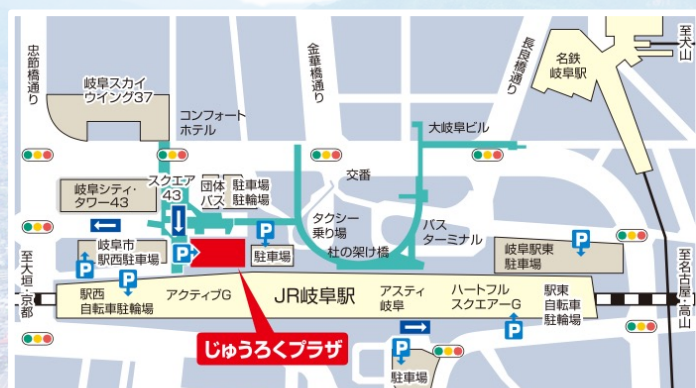 忠節橋通り
金華橋通り
長良橋通り
至犬山
名鉄
岐阜駅
岐阜スカイ
ウイング37
コンフォート
ホテル
大岐阜ビル
交番
スクエア
43
団体
バス
駐車場
駐輪場
岐阜シティ・
タワー43
タクシー
乗り場
バス
ターミナル
杜の架け橋
P
岐阜市
駅西駐車場
P
P
駐車場
岐阜駅東
駐車場
P
至大垣・京都
P
P
駅西
自転車駐輪場
アクティブG
JR岐阜駅
アスティ
岐阜
ハートフル
スクエアーG
駅東
自転車
駐輪場
至名古屋・高山
P
じゅうろくプラザ
P
駐車場